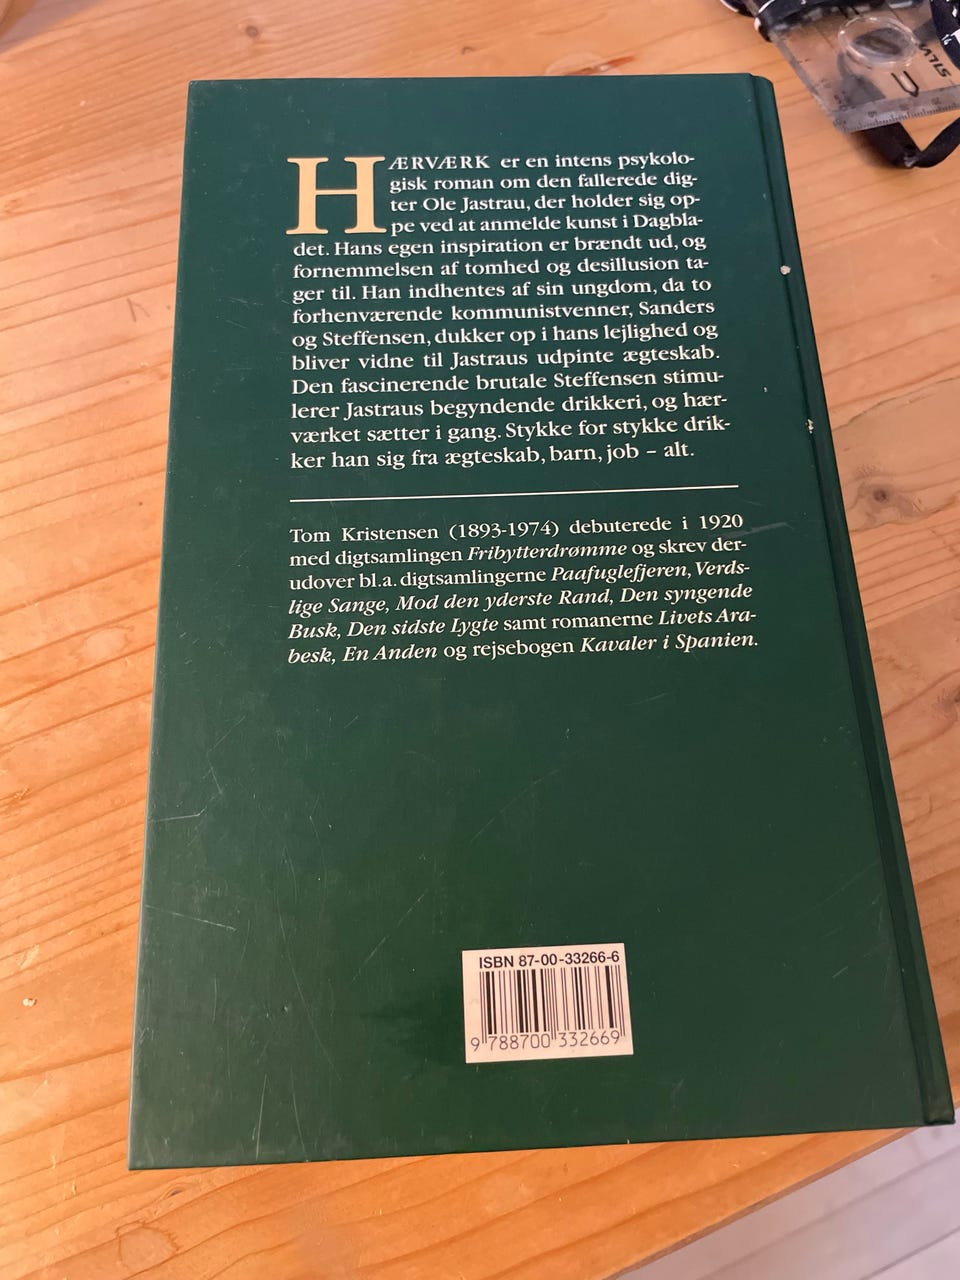 HÆRVÆRK er en intens psykolo-
gisk roman om den fallerede dig-
ter Ole Jastrau, der holder sig op-
pe ved at anmelde kunst i Dagbla-
det. Hans egen inspiration er brændt ud, og
fornemmelsen af tomhed og desillusion ta-
ger til. Han indhentes af sin ungdom, da to
forhenværende kommunistvenner, Sanders
og Steffensen, dukker op i hans lejlighed og
bliver vidne til Jastraus udpinte ægteskab.
Den fascinerende brutale Steffensen stimu-
lerer Jastraus begyndende drikkeri, og hær-
værket sætter i gang. Stykke for stykke drik-
ker han sig fra ægteskab, barn, job – alt.
Tom Kristensen (1893-1974) debuterede i 1920
med digtsamlingen Fribytterdrømme og skrev der-
udover bl.a. digtsamlingerne Paafuglefjeren, Verds-
lige Sange, Mod den yderste Rand, Den syngende
Busk, Den sidste Lygte samt romanerne Livets Ara-
besk, En Anden og rejsebogen Kavaler i Spanien.
ISBN 87-00-33266-6
9 788700 332669
SILV